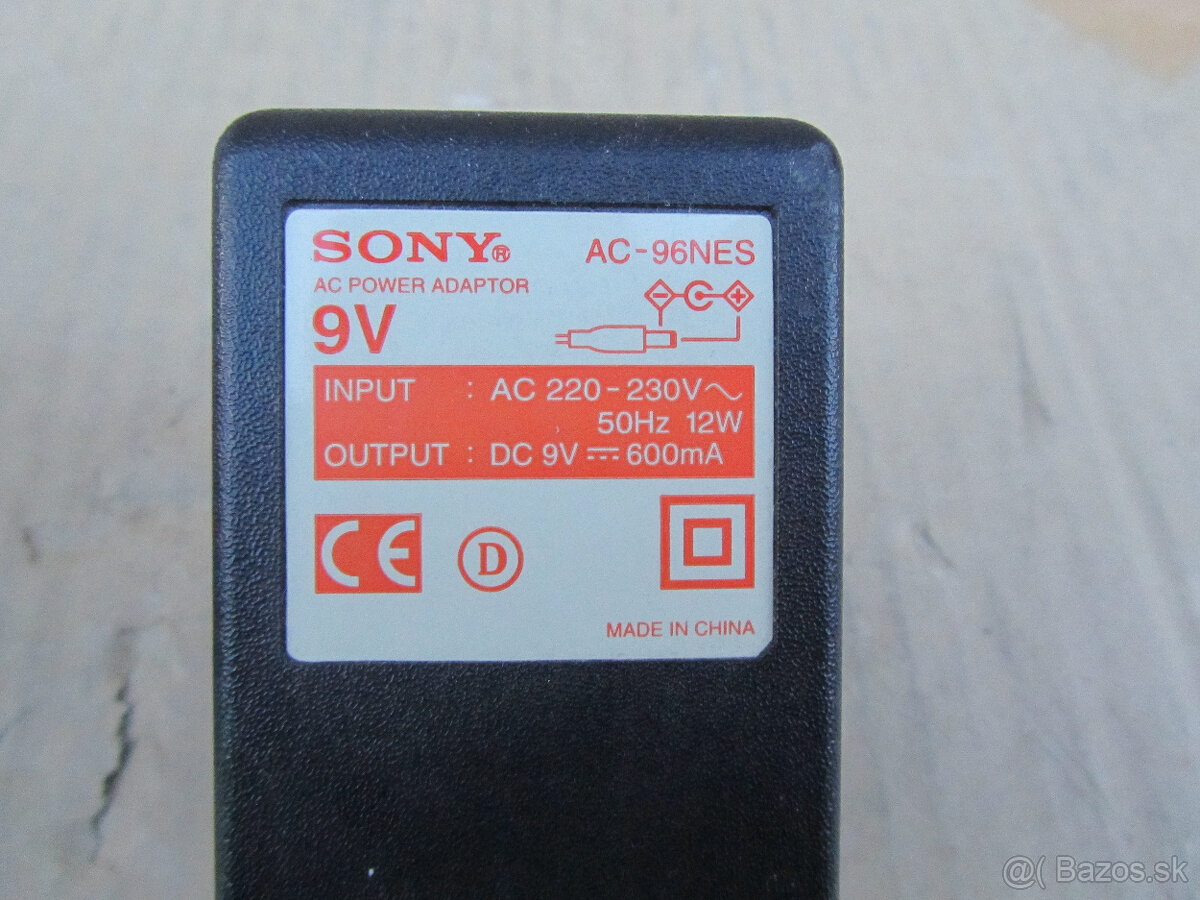 SONY® AC-96NES
AC POWER ADAPTOR
9V
INPUT : AC 220-230V~
50Hz 12W
OUTPUT : DC 9V ⎓ 600mA
CE D
MADE IN CHINA
@( Bazos.sk